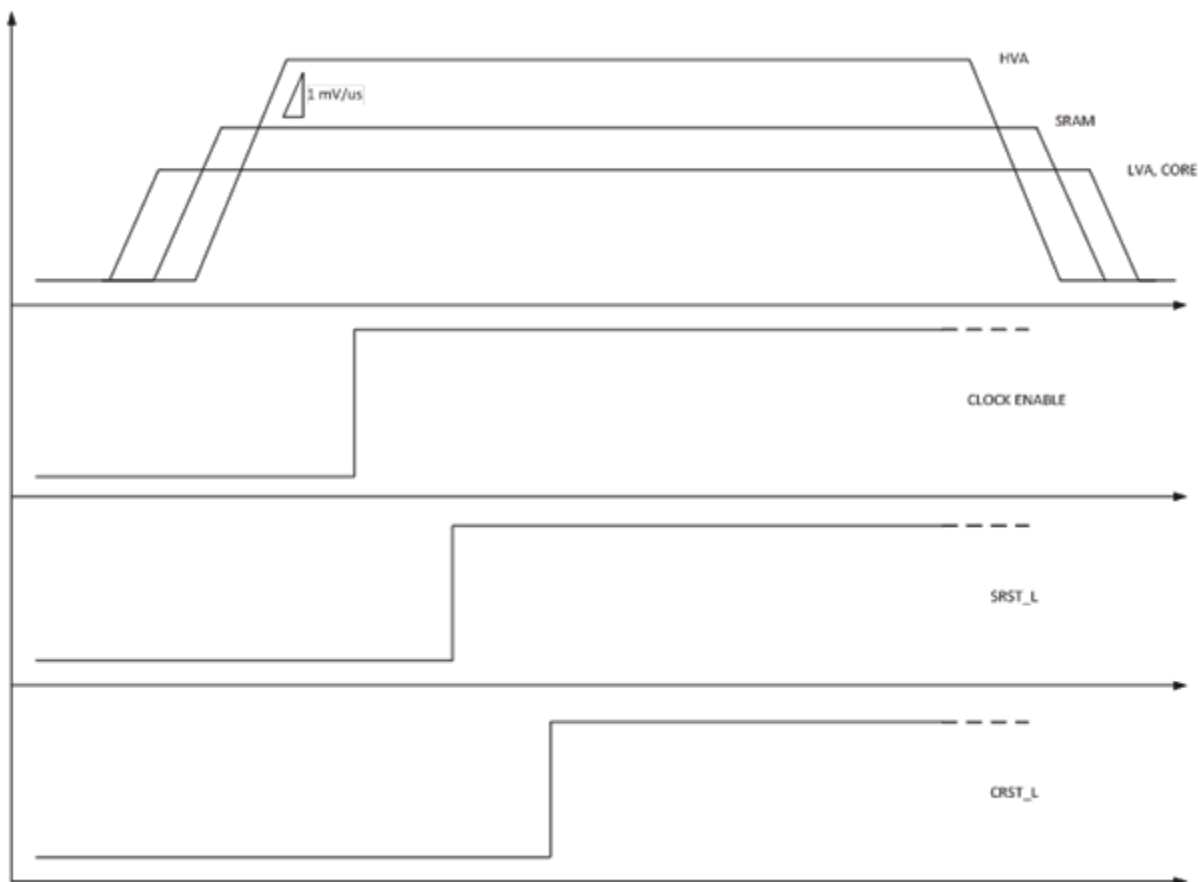 HVA
1 mV/us
SRAM
LVA, CORE
CLOCK ENABLE
SRST_L
CRST_L